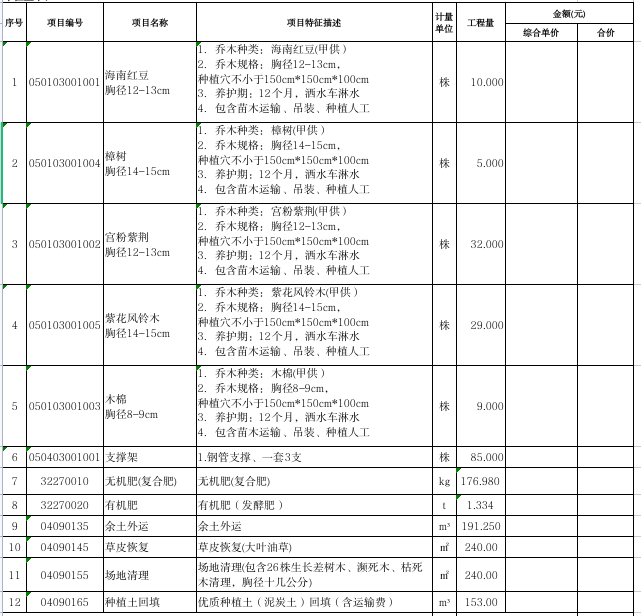 序号 项目编号 项目名称 项目特征描述 计量单位 工程量 金额(元)
综合单价 合价
1 050103001001 海南红豆
胸径12-13cm
1. 乔木种类：海南红豆(甲供)
2. 乔木规格：胸径12-13cm，
种植穴不小于150cm*150cm*100cm
3. 养护期：12个月，洒水车淋水
4. 包含苗木运输、吊装、种植人工
株 10.000
2 050103001004 樟树
胸径14-15cm
1. 乔木种类：樟树(甲供)
2. 乔木规格：胸径14-15cm，
种植穴不小于150cm*150cm*100cm
3. 养护期：12个月，洒水车淋水
4. 包含苗木运输、吊装、种植人工
株 5.000
3 050103001002 宫粉紫荆
胸径12-13cm
1. 乔木种类：宫粉紫荆(甲供)
2. 乔木规格：胸径12-13cm，
种植穴不小于150cm*150cm*100cm
3. 养护期：12个月，洒水车淋水
4. 包含苗木运输、吊装、种植人工
株 32.000
4 050103001005 紫花风铃木
胸径14-15cm
1. 乔木种类：紫花风铃木(甲供)
2. 乔木规格：胸径14-15cm，
种植穴不小于150cm*150cm*100cm
3. 养护期：12个月，洒水车淋水
4. 包含苗木运输、吊装、种植人工
株 29.000
5 050103001003 木棉
胸径8-9cm
1. 乔木种类：木棉(甲供)
2. 乔木规格：胸径8-9cm，
种植穴不小于150cm*150cm*100cm
3. 养护期：12个月，洒水车淋水
4. 包含苗木运输、吊装、种植人工
株 9.000
6 050403001001 支撑架 1.钢管支撑、一套3支 株 85.000
7 32270010 无机肥(复合肥) 无机肥(复合肥) kg 176.980
8 32270020 有机肥 有机肥（发酵肥） t 1.334
9 04090135 余土外运 余土外运 m³ 191.250
10 04090145 草皮恢复 草皮恢复(大叶油草) ㎡ 240.00
11 04090155 场地清理 场地清理(包含26株生长差树木、濒死木、枯死
木清理，胸径十几公分) ㎡ 240.00
12 04090165 种植土回填 优质种植土（泥炭土）回填（含运输费） m³ 153.00